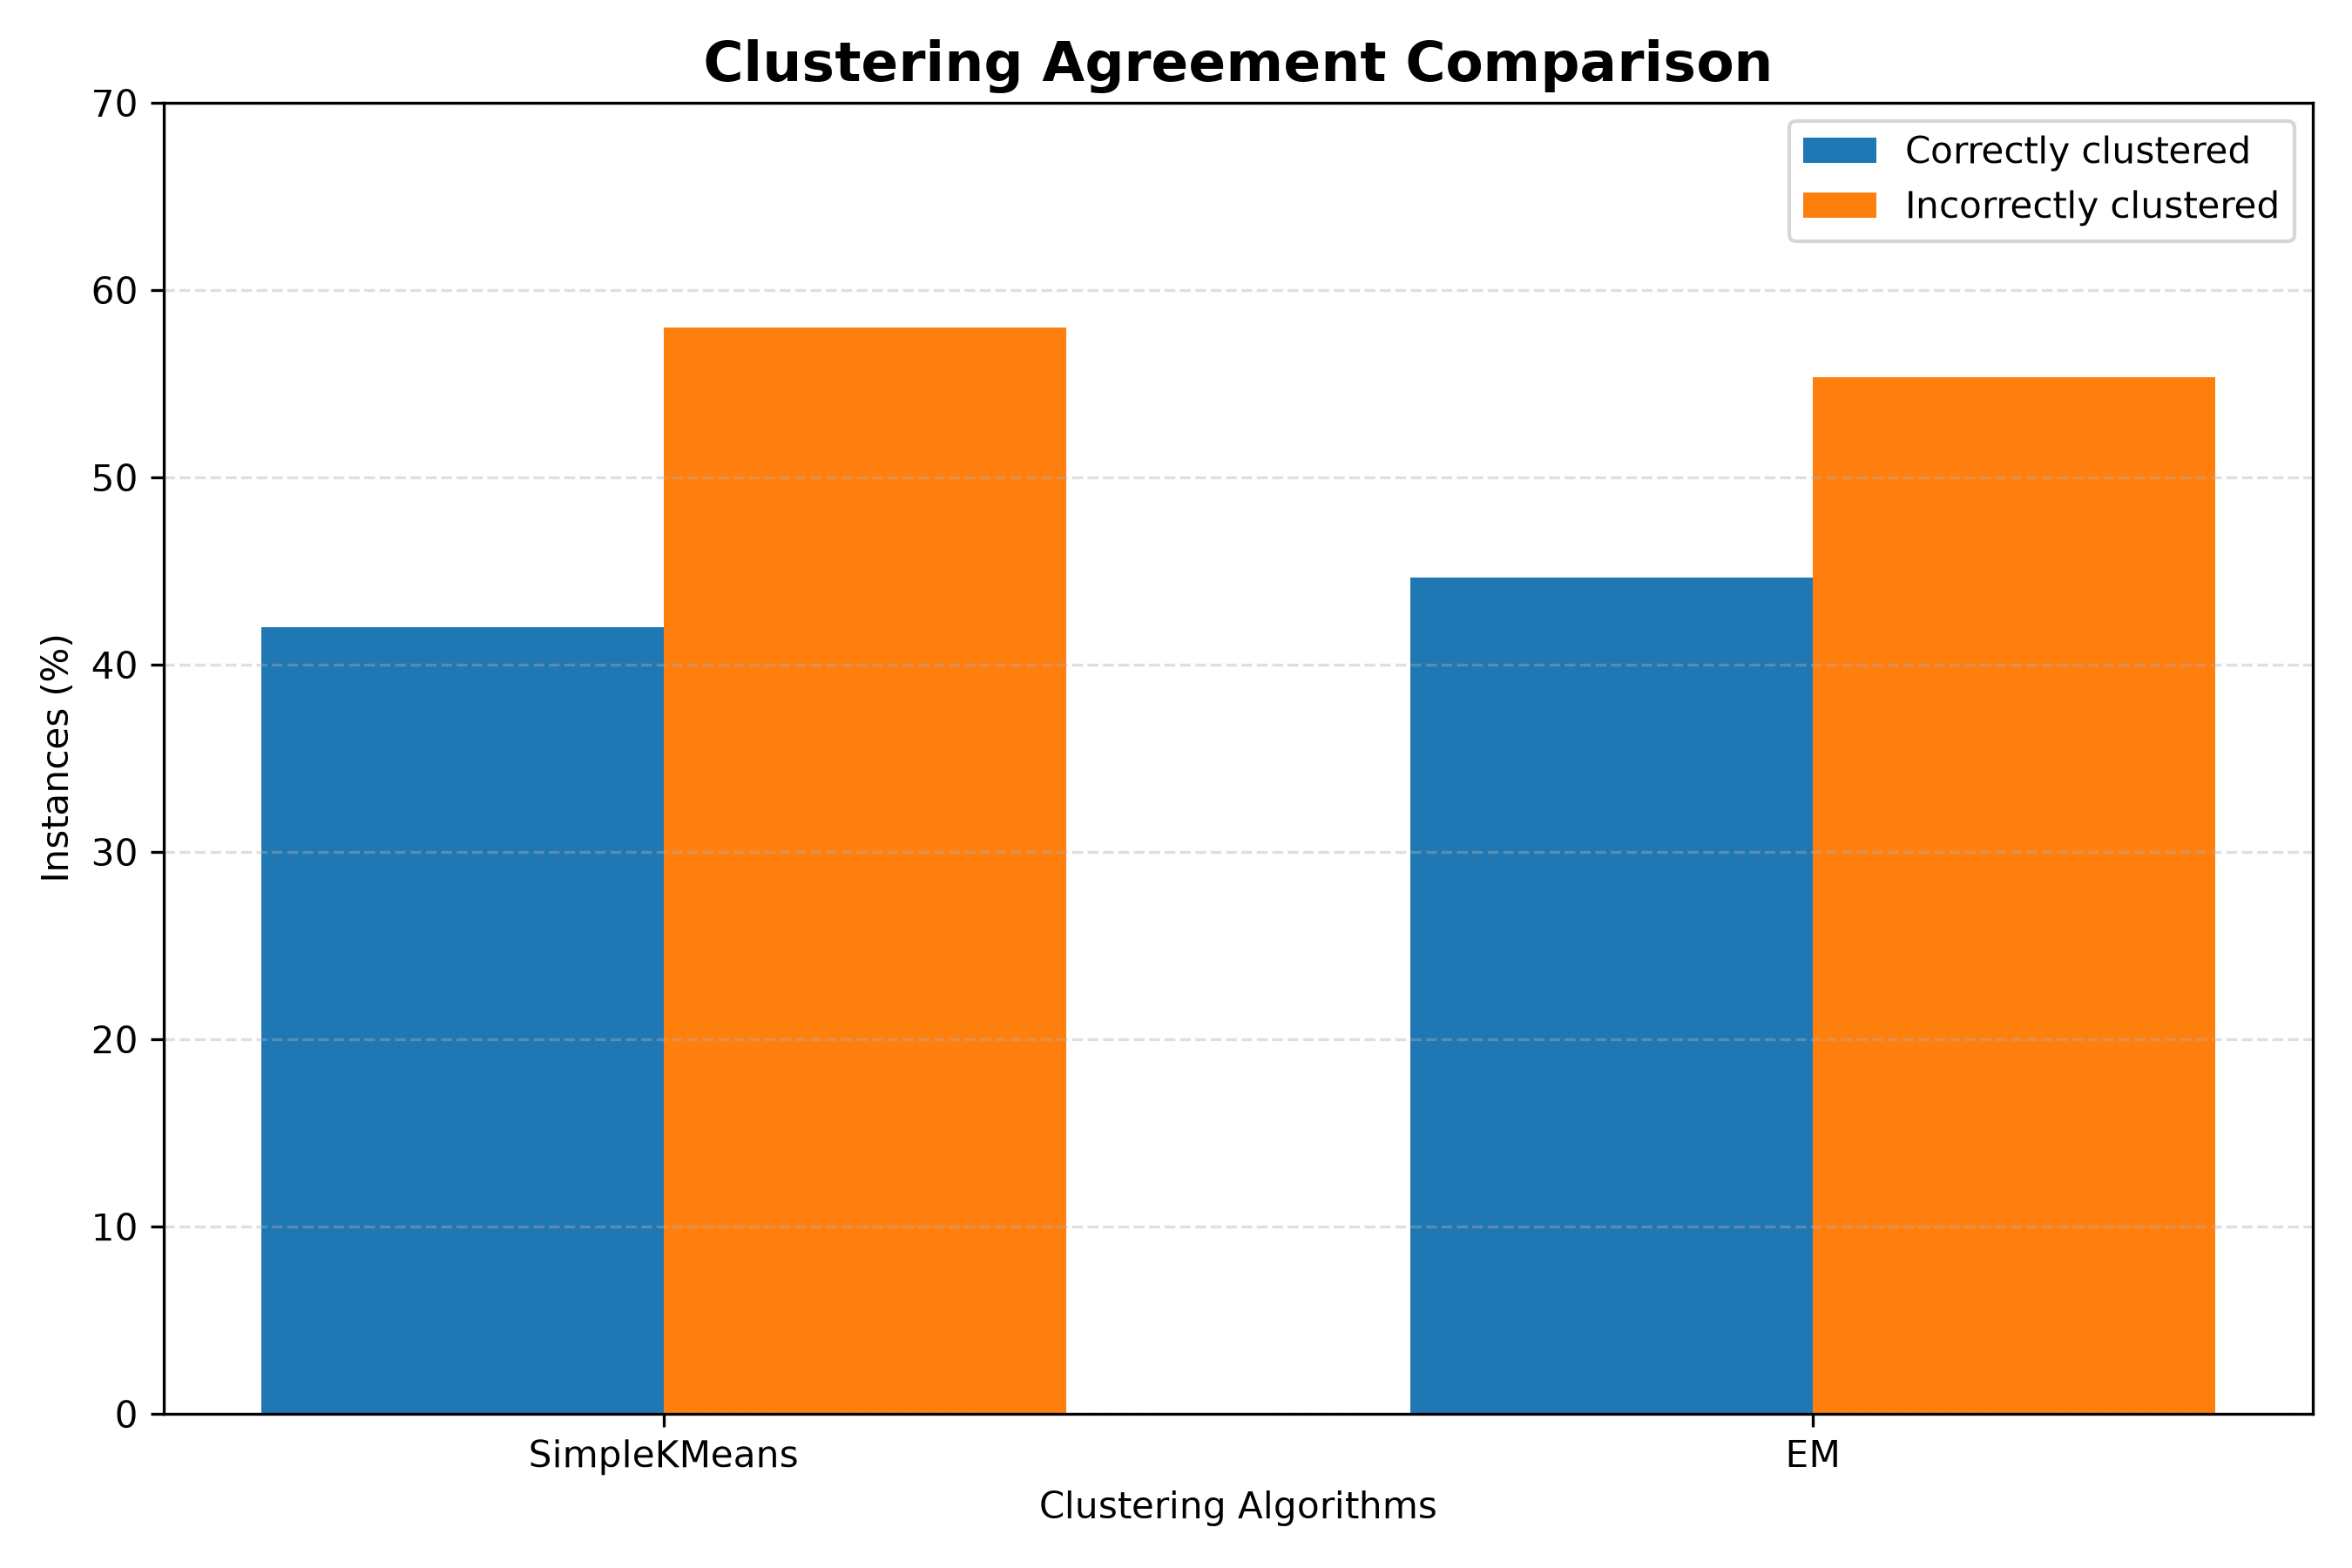 Clustering Agreement Comparison
70
60
50
40
30
20
10
0
Instances (%)
Correctly clustered
Incorrectly clustered
SimpleKMeans
EM
Clustering Algorithms